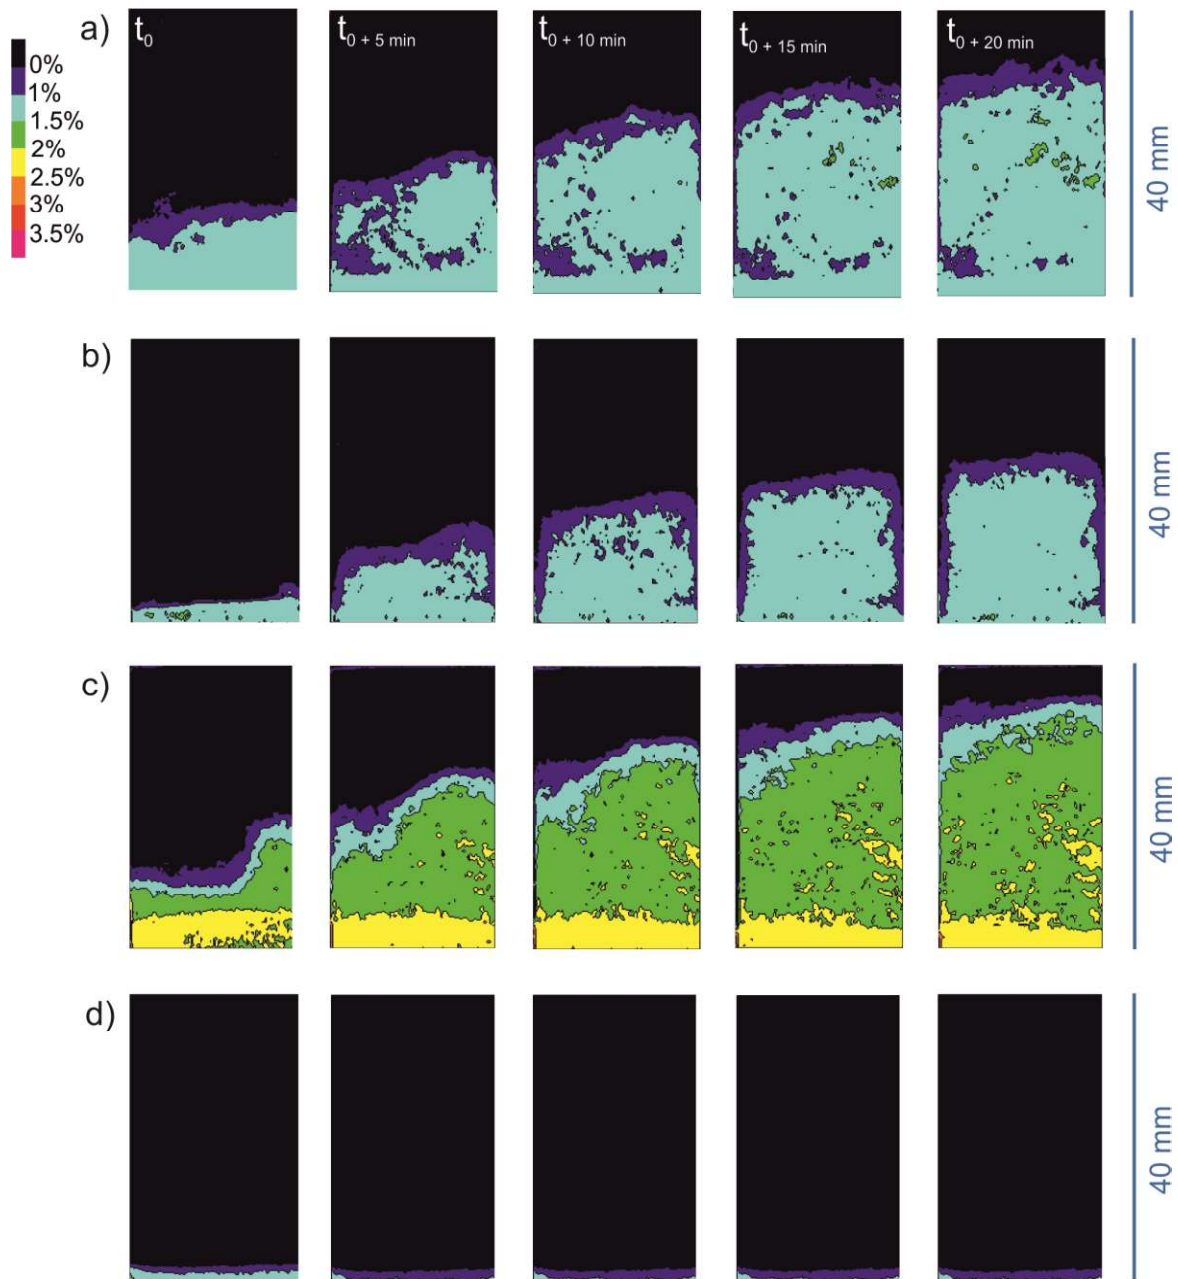 a)
t0
t0 + 5 min
t0 + 10 min
t0 + 15 min
t0 + 20 min
0%
1%
1.5%
2%
2.5%
3%
3.5%
40 mm
b)
40 mm
c)
40 mm
d)
40 mm